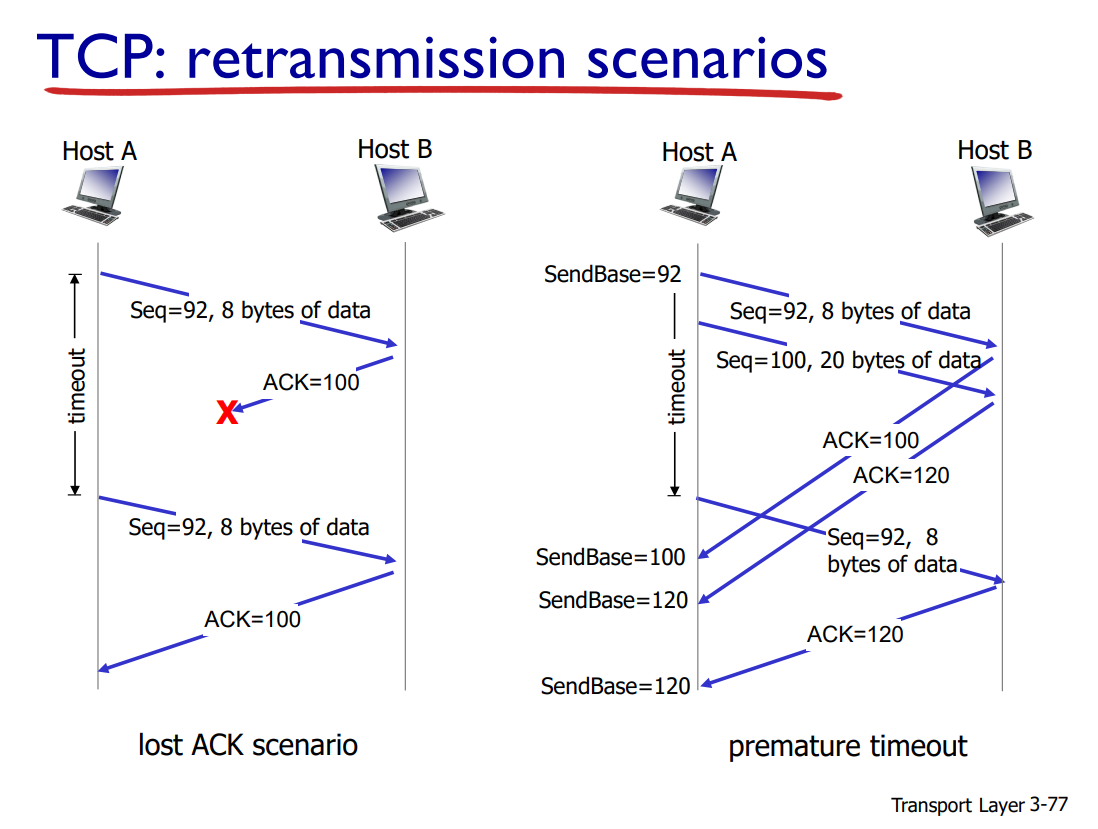 TCP: retransmission scenarios
Host A
Host B
timeout
Seq=92, 8 bytes of data
ACK=100
X
Seq=92, 8 bytes of data
ACK=100
lost ACK scenario
Host A
Host B
SendBase=92
timeout
Seq=92, 8 bytes of data
Seq=100, 20 bytes of data
ACK=100
ACK=120
Seq=92, 8
bytes of data
SendBase=100
SendBase=120
ACK=120
SendBase=120
premature timeout
Transport Layer 3-77